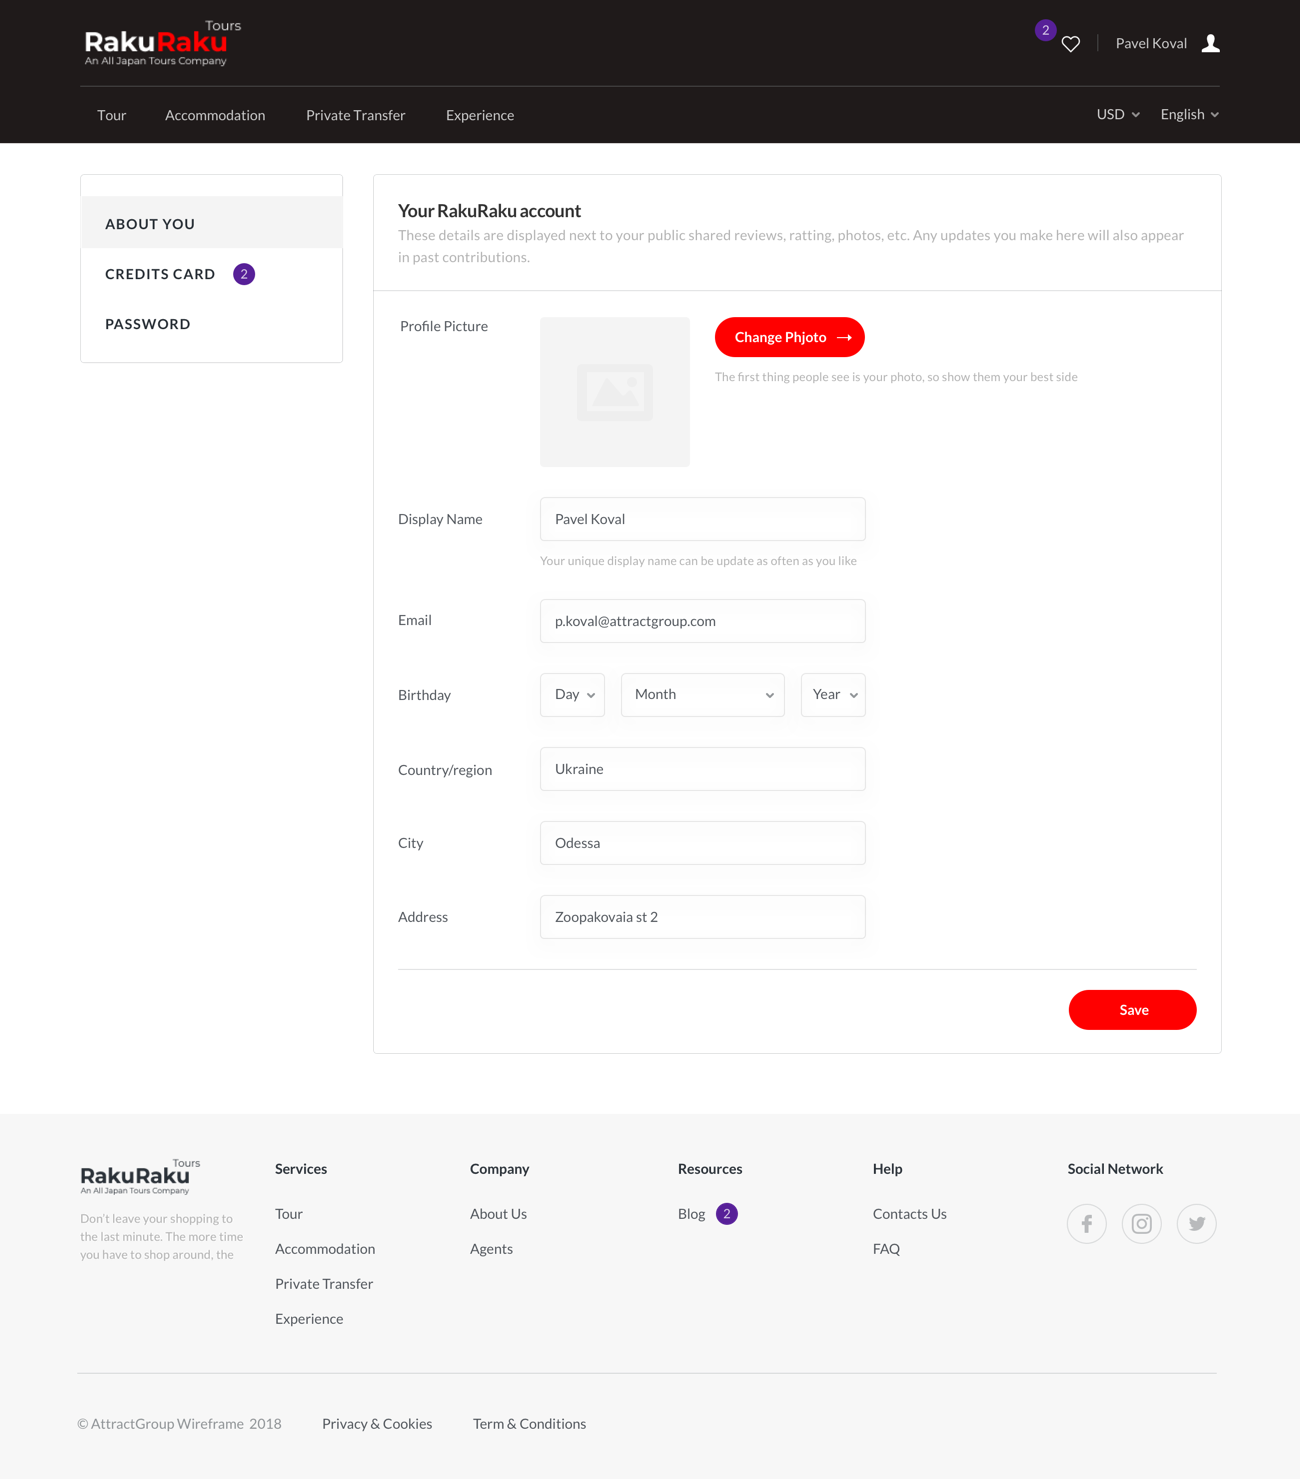 Tours
RakuRaku
An All Japan Tours Company
2
Pavel Koval
Tour Accommodation Private Transfer Experience
USD English
ABOUT YOU
CREDITS CARD 2
PASSWORD
Your RakuRaku account
These details are displayed next to your public shared reviews, ratting, photos, etc. Any updates you make here will also appear
in past contributions.
Profile Picture
Change Phjoto
The first thing people see is your photo, so show them your best side
Display Name
Pavel Koval
Your unique display name can be update as often as you like
Email
p.koval@attractgroup.com
Birthday
Day Month Year
Country/region
Ukraine
City
Odessa
Address
Zoopakovaia st 2
Save
Tours
RakuRaku
An All Japan Tours Company
Don't leave your shopping to
the last minute. The more time
you have to shop around, the
Services
Tour
Accommodation
Private Transfer
Experience
Company
About Us
Agents
Resources
Blog 2
Help
Contacts Us
FAQ
Social Network
© AttractGroup Wireframe 2018 Privacy & Cookies Term & Conditions